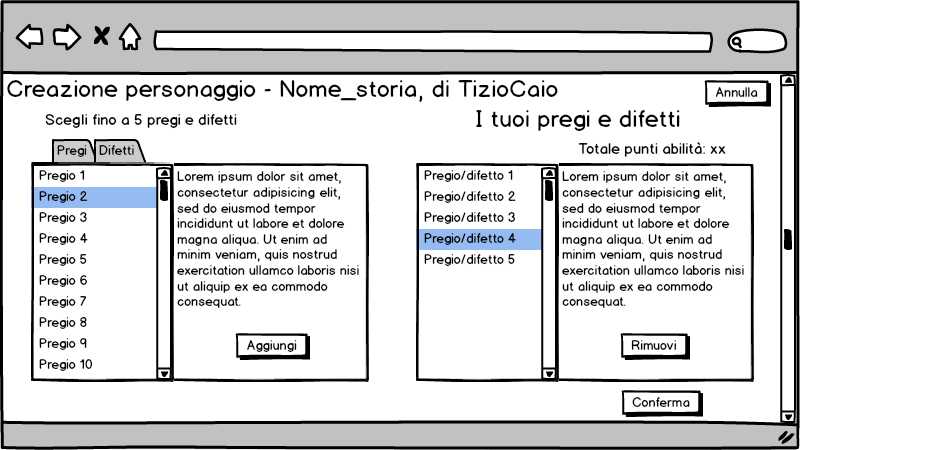 Creazione personaggio - Nome_storia, di TizioCaio
Annulla
Scegli fino a 5 pregi e difetti
Pregi
Difetti
Pregio 1
Pregio 2
Pregio 3
Pregio 4
Pregio 5
Pregio 6
Pregio 7
Pregio 8
Pregio 9
Pregio 10
Lorem ipsum dolor sit amet,
consectetur adipisicing elit,
sed do eiusmod tempor
incididunt ut labore et dolore
magna aliqua. Ut enim ad
minim veniam, quis nostrud
exercitation ullamco laboris nisi
ut aliquip ex ea commodo
consequat.
Aggiungi
I tuoi pregi e difetti
Totale punti abilità: xx
Pregio/difetto 1
Pregio/difetto 2
Pregio/difetto 3
Pregio/difetto 4
Pregio/difetto 5
Lorem ipsum dolor sit amet,
consectetur adipisicing elit,
sed do eiusmod tempor
incididunt ut labore et dolore
magna aliqua. Ut enim ad
minim veniam, quis nostrud
exercitation ullamco laboris nisi
ut aliquip ex ea commodo
consequat.
Rimuovi
Conferma